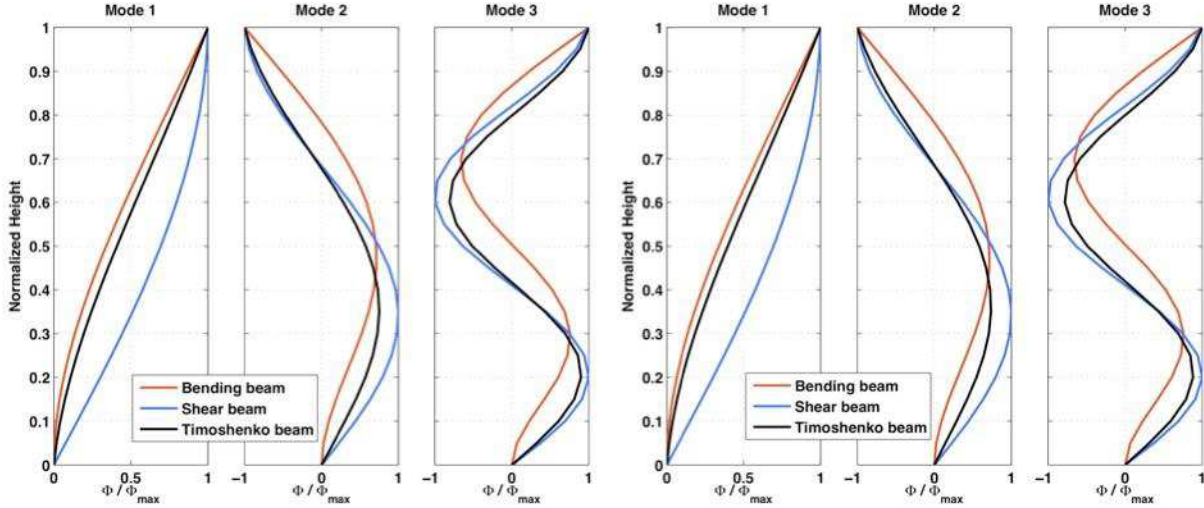 Mode 1 Mode 2 Mode 3 Mode 1 Mode 2 Mode 3
1 1
0.9 0.9
0.8 0.8
0.7 0.7
0.6 0.6
0.5 0.5
0.4 0.4
0.3 0.3
0.2 0.2
0.1 0.1
0 0
Normalized Height
Normalized Height
Bending beam
Shear beam
Timoshenko beam
Bending beam
Shear beam
Timoshenko beam
0 0.5 1 −1 0 1 −1 0 1 0 0.5 1 −1 0 1 −1 0 1
Φ / Φmax Φ / Φmax Φ / Φmax Φ / Φmax Φ / Φmax Φ / Φmax